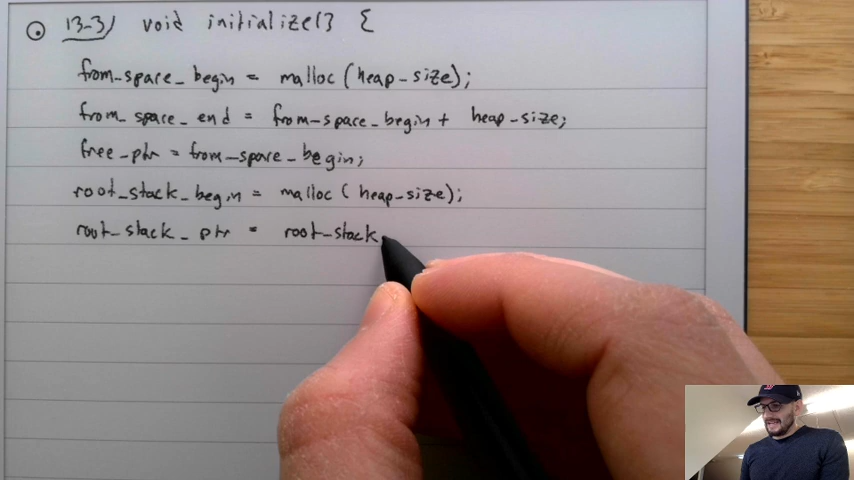 13-3) void initialize() {
from_space_begin = malloc (heap_size);
from_space_end = from_space_begin + heap_size;
free_ptr = from_space_begin;
root_stack_begin = malloc (heap_size);
root_stack_ptr = root_stack